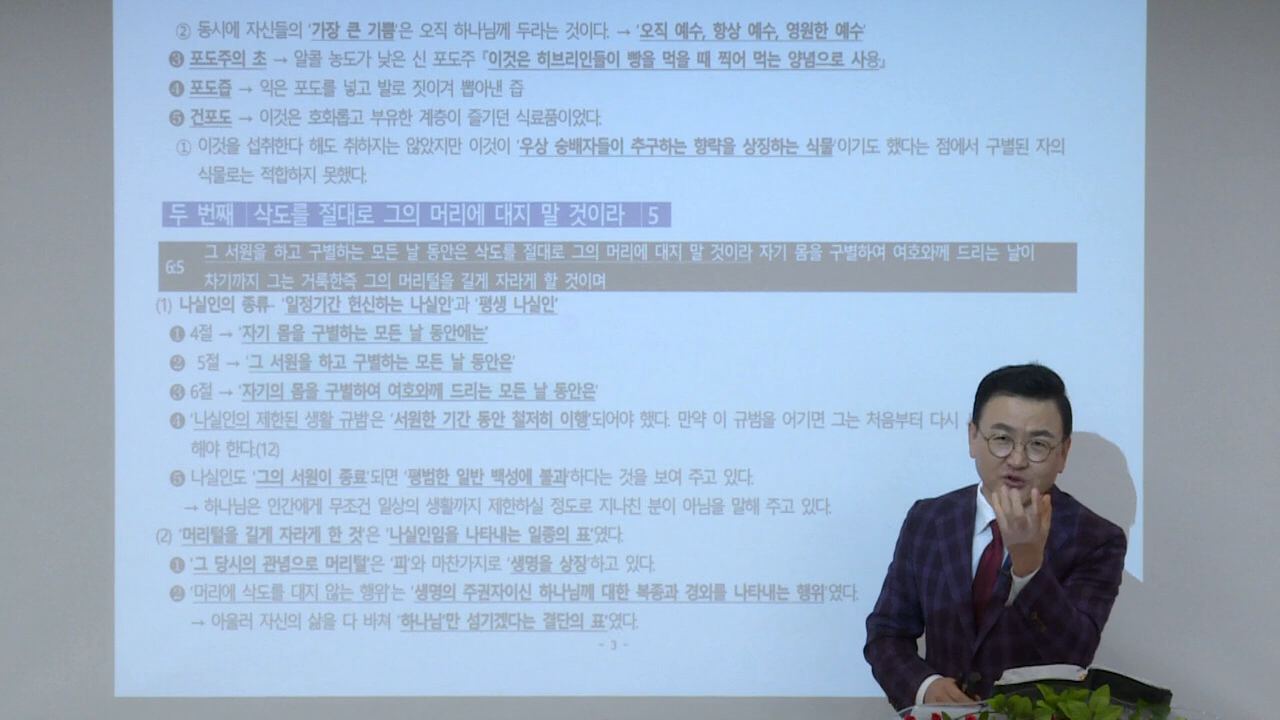 ② 동시에 자신들의 '가장 큰 기쁨'은 오직 하나님께 두라는 것이다. → '오직 예수, 항상 예수, 영원한 예수'
❸ 포도주의 초 → 알콜 농도가 낮은 신 포도주 『이것은 히브리인들이 빵을 먹을 때 찍어 먹는 양념으로 사용』
❹ 포도즙 → 익은 포도를 넣고 발로 짓이겨 뽑아낸 즙
❺ 건포도 → 이것은 호화롭고 부유한 계층이 즐기던 식료품이었다.
① 이것을 섭취한다 해도 취하지는 않았지만 이것이 '우상 숭배자들이 추구하는 향락을 상징하는 식물'이기도 했다는 점에서 구별된 자의
식물로는 적합하지 못했다.
두 번째 | 삭도를 절대로 그의 머리에 대지 말 것이라 | 5
6:5 그 서원을 하고 구별하는 모든 날 동안은 삭도를 절대로 그의 머리에 대지 말 것이라 자기 몸을 구별하여 여호와께 드리는 날이
차기까지 그는 거룩한즉 그의 머리털을 길게 자라게 할 것이며
(1) 나실인의 종류- '일정기간 헌신하는 나실인'과 '평생 나실인'
❶ 4절 → '자기 몸을 구별하는 모든 날 동안에는'
❷ 5절 → '그 서원을 하고 구별하는 모든 날 동안은'
❸ 6절 → '자기의 몸을 구별하여 여호와께 드리는 모든 날 동안은'
❹ '나실인의 제한된 생활 규범'은 '서원한 기간 동안 철저히 이행'되어야 했다. 만약 이 규범을 어기면 그는 처음부터 다시
해야 한다.(12)
❺ 나실인도 '그의 서원이 종료'되면 '평범한 일반 백성에 불과'하다는 것을 보여 주고 있다.
→ 하나님은 인간에게 무조건 일상의 생활까지 제한하실 정도로 지나친 분이 아님을 말해 주고 있다.
(2) '머리털을 길게 자라게 한 것'은 '나실인임을 나타내는 일종의 표'였다.
❶ '그 당시의 관념으로 머리털'은 '피'와 마찬가지로 '생명을 상징'하고 있다.
❷ '머리에 삭도를 대지 않는 행위'는 '생명의 주권자이신 하나님께 대한 복종과 경외를 나타내는 행위'였다.
→ 아울러 자신의 삶을 다 바쳐 '하나님'만 섬기겠다는 결단의 표'였다.
- 3 -